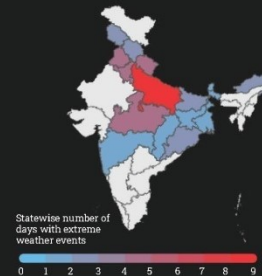 Statewise number of
days with extreme
weather events
0 1 2 3 4 5 6 7 8 9